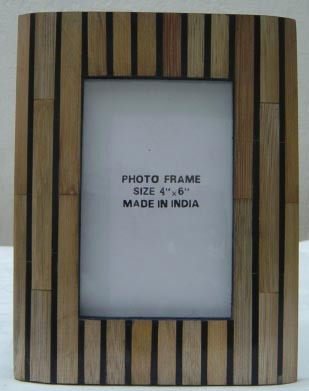 PHOTO FRAME
SIZE 4"x6"
MADE IN INDIA